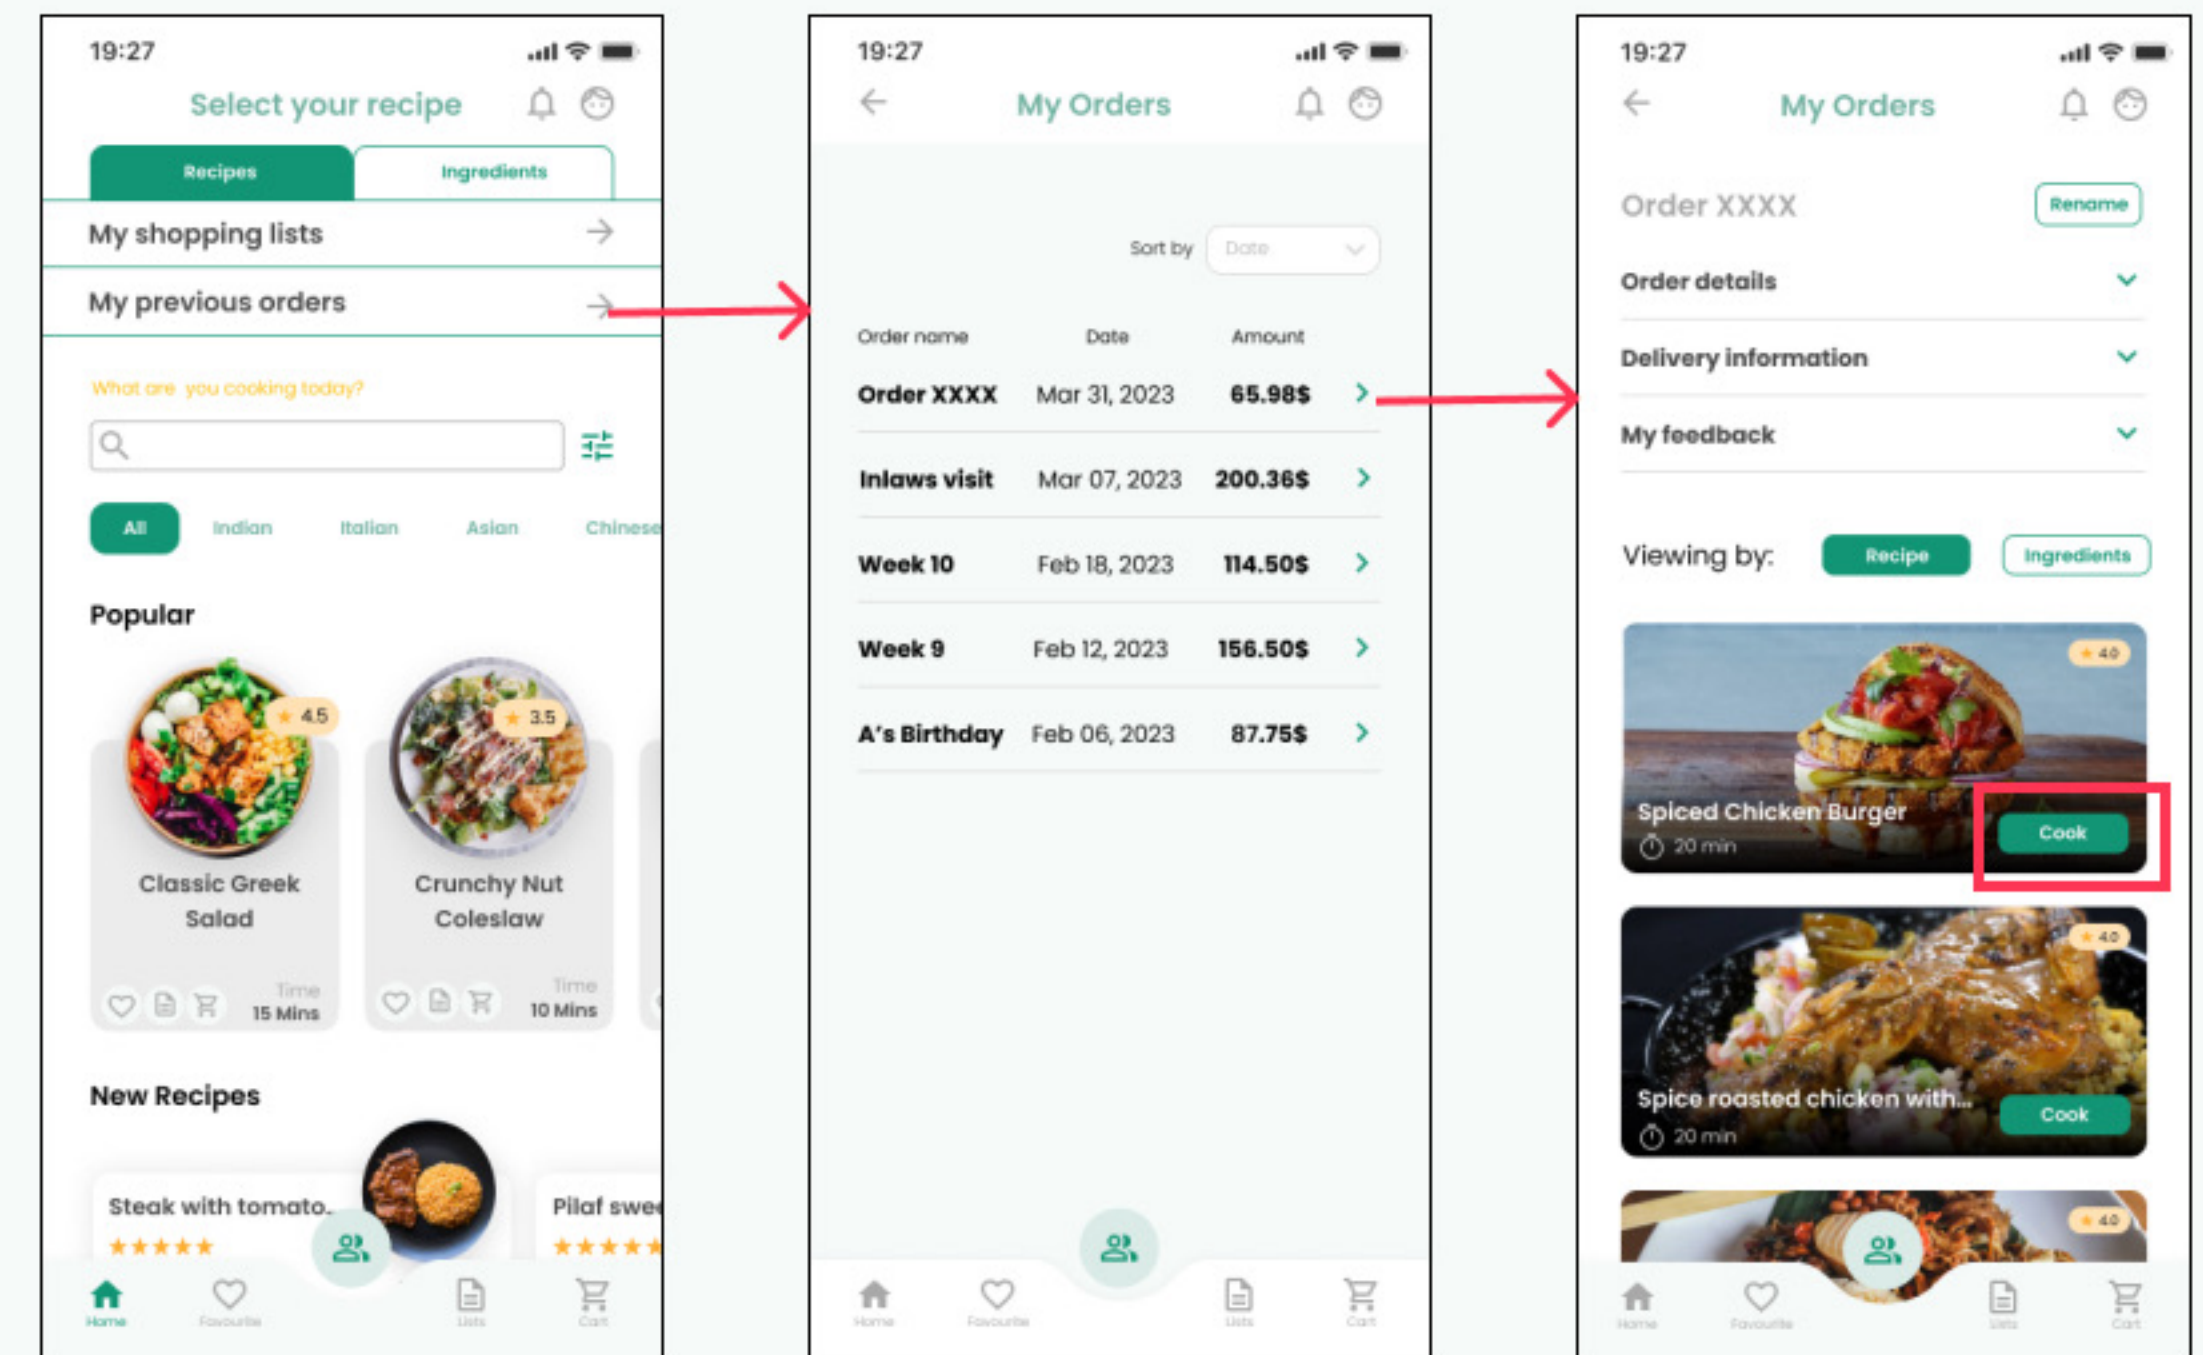 19:27
Select your recipe
Recipes
Ingredients
My shopping lists
My previous orders
What are you cooking today?
All
Indian
Italian
Asian
Chinese
Popular
4.5
3.5
Classic Greek
Salad
Crunchy Nut
Coleslaw
Time
15 Mins
Time
10 Mins
New Recipes
Steak with tomato..
Pilaf swee
Home
Favourite
Lists
Cart
19:27
My Orders
Sort by
Date
Order name
Date
Amount
Order XXXX
Mar 31, 2023
65.98$
Inlaws visit
Mar 07, 2023
200.36$
Week 10
Feb 18, 2023
114.50$
Week 9
Feb 12, 2023
156.50$
A's Birthday
Feb 06, 2023
87.75$
Home
Favourite
Lists
Cart
19:27
My Orders
Order XXXX
Rename
Order details
Delivery information
My feedback
Viewing by:
Recipe
Ingredients
4.0
Spiced Chicken Burger
20 min
Cook
4.0
Spice roasted chicken with...
20 min
Cook
4.0
Home
Favourite
Lists
Cart